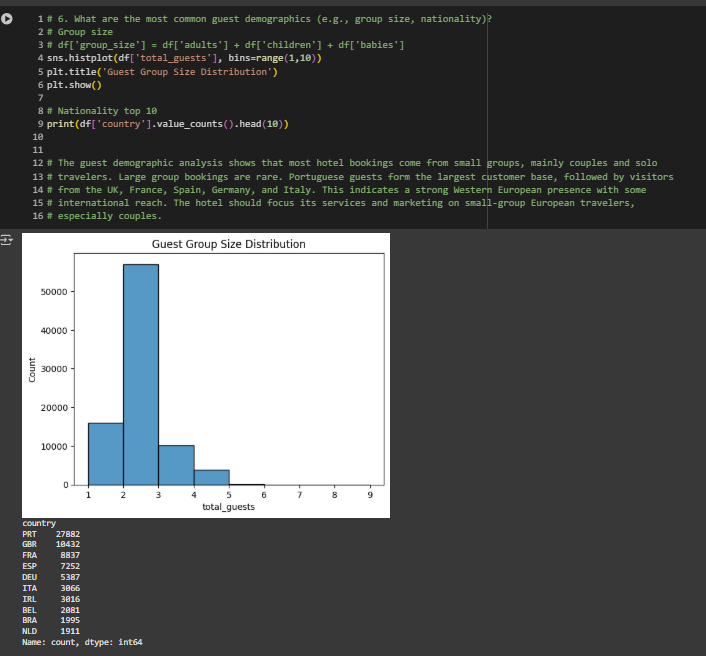 1 # 6. What are the most common guest demographics (e.g., group size, nationality)?
2 # Group size
3 # df['group_size'] = df['adults'] + df['children'] + df['babies']
4 sns.histplot(df['total_guests'], bins=range(1,10))
5 plt.title('Guest Group Size Distribution')
6 plt.show()
7
8 # Nationality top 10
9 print(df['country'].value_counts().head(10))
10
11
12 # The guest demographic analysis shows that most hotel bookings come from small groups, mainly couples and solo
13 # travelers. Large group bookings are rare. Portuguese guests form the largest customer base, followed by visitors
14 # from the UK, France, Spain, Germany, and Italy. This indicates a strong Western European presence with some
15 # international reach. The hotel should focus its services and marketing on small-group European travelers,
16 # especially couples.
Guest Group Size Distribution
50000
40000
30000
20000
10000
0
Count
1 2 3 4 5 6 7 8 9
total_guests
country
PRT 27882
GBR 10432
FRA 8837
ESP 7252
DEU 5387
ITA 3066
IRL 3016
BEL 2081
BRA 1995
NLD 1911
Name: count, dtype: int64